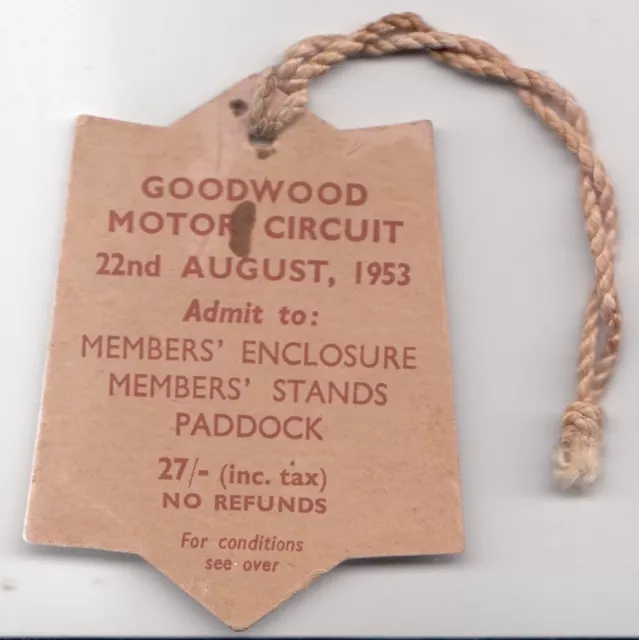 GOODWOOD
MOTOR CIRCUIT
22nd AUGUST, 1953
Admit to:
MEMBERS' ENCLOSURE
MEMBERS' STANDS
PADDOCK
27/- (inc. tax)
NO REFUNDS
For conditions
see over